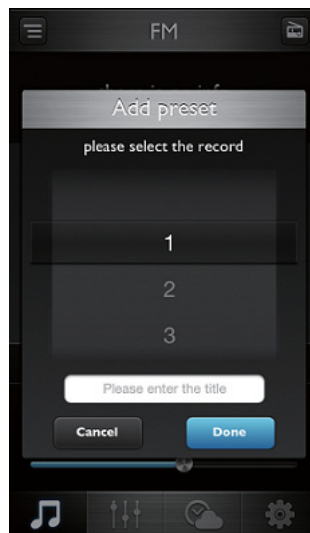 FM
Add preset
please select the record
1
2
3
Please enter the title
Cancel
Done